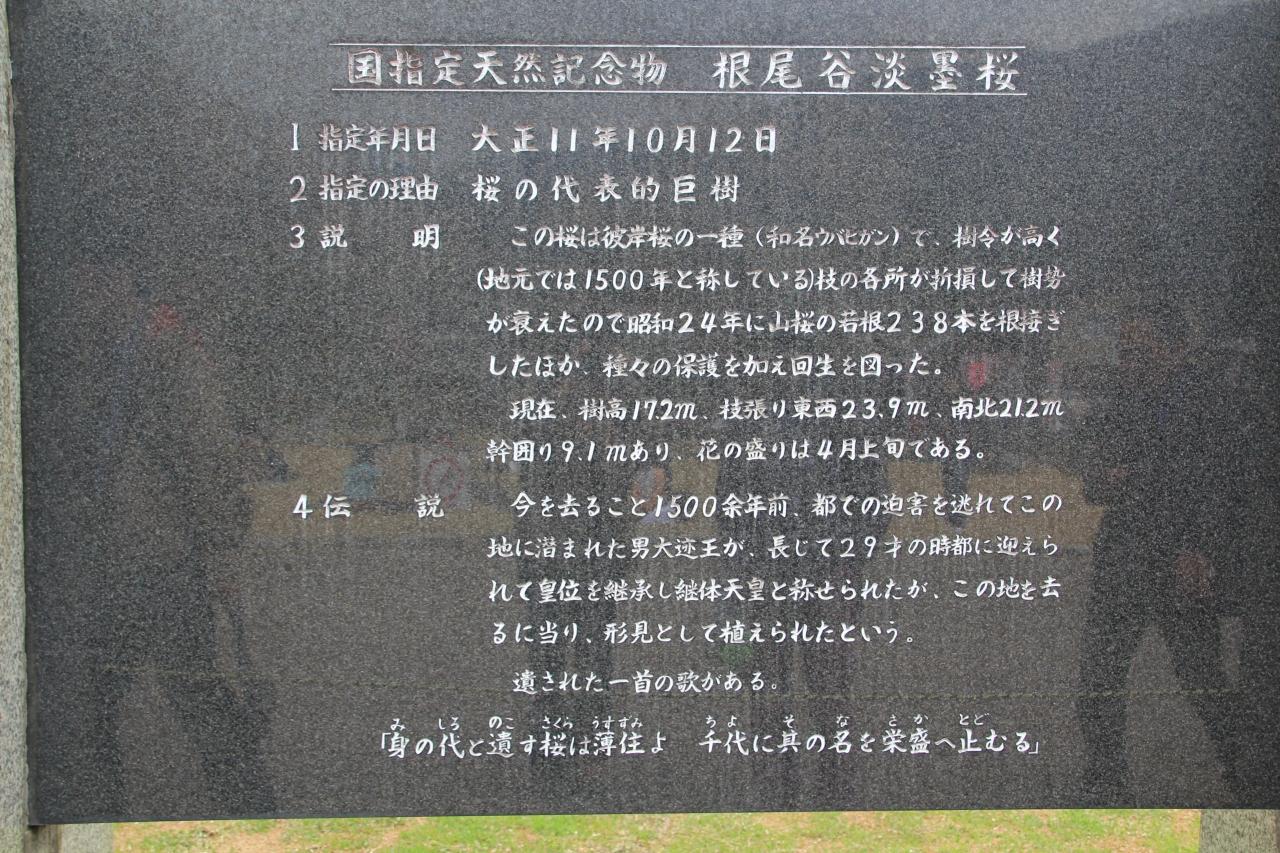 国指定天然記念物 根尾谷淡墨桜
1 指定年月日 大正11年10月12日
2 指定の理由 桜の代表的巨樹
3 説 明 この桜は彼岸桜の一種（和名ウバヒガン）で、樹令が高く
(地元では1500年と称している)枝の各所が折損して樹勢
が衰えたので昭和24年に山桜の若根238本を根接ぎ
したほか、種々の保護を加え回生を図った。
現在、樹高17.2m、枝張り東西23.9m、南北21.2m
幹囲り9.1mあり、花の盛りは4月上旬である。
4 伝 説 今を去ること1500余年前、都での迫害を逃れてこの
地に潜まれた男大迹王が、長じて29才の時都に迎えら
れて皇位を継承し継体天皇と称せられたが、この地を去
るに当り、形見として植えられたという。
遺された一首の歌がある。
み しろ のこ さくら うすずみ ちよ そ な さか とど
「身の代と遺す桜は薄住よ 千代に其の名を栄盛へ止むる」